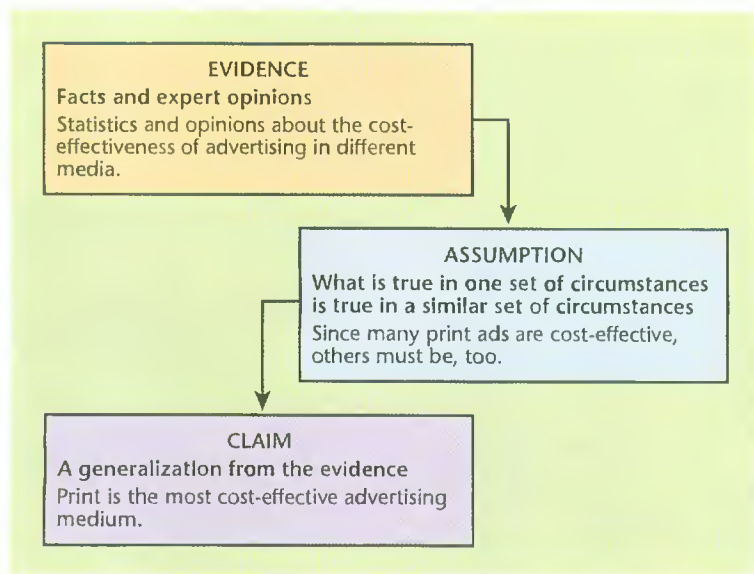 EVIDENCE
Facts and expert opinions
Statistics and opinions about the cost-
effectiveness of advertising in different
media.
ASSUMPTION
What is true in one set of circumstances
is true in a similar set of circumstances
Since many print ads are cost-effective,
others must be, too.
CLAIM
A generalization from the evidence
Print is the most cost-effective advertising
medium.